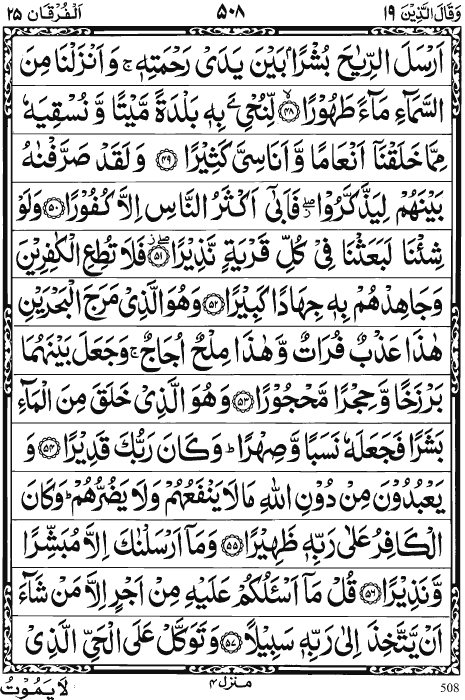 وَقَالَ الَّذِيْنَ ١٩ ٥٠٨ اَلْفُرْقَان ٢٥
اَرْسَلَ الرِّيٰحَ بُشْرًۢا بَيْنَ يَدَىْ رَحْمَتِهٖ ۚ وَاَنْزَلْنَا مِنَ
السَّمَآءِ مَآءً طَهُوْرًا ﴿٤٨﴾ لِّنُحْيِۦَ بِهٖ بَلْدَةً مَّيْتًا وَّنُسْقِيَهٗ
مِمَّا خَلَقْنَاۤ اَنْعَامًا وَّاَنَاسِىَّ كَثِيْرًا ﴿٤٩﴾ وَلَقَدْ صَرَّفْنٰهُ
بَيْنَهُمْ لِيَذَّكَّرُوْا ۖ فَاَبٰٓى اَكْثَرُ النَّاسِ اِلَّا كُفُوْرًا ﴿٥٠﴾ وَلَوْ
شِئْنَا لَبَعَثْنَا فِىْ كُلِّ قَرْيَةٍ نَّذِيْرًا ﴿٥١﴾ ۖ فَلَا تُطِعِ الْكٰفِرِيْنَ
وَجَاهِدْهُمْ بِهٖ جِهَادًا كَبِيْرًا ﴿٥٢﴾ وَهُوَ الَّذِىْ مَرَجَ الْبَحْرَيْنِ
هٰذَا عَذْبٌ فُرَاتٌ وَّهٰذَا مِلْحٌ اُجَاجٌ ۚ وَجَعَلَ بَيْنَهُمَا
بَرْزَخًا وَّحِجْرًا مَّحْجُوْرًا ﴿٥٣﴾ وَهُوَ الَّذِىْ خَلَقَ مِنَ الْمَآءِ
بَشَرًا فَجَعَلَهٗ نَسَبًا وَّصِهْرًا ؕ وَكَانَ رَبُّكَ قَدِيْرًا ﴿٥٤﴾ وَ
يَعْبُدُوْنَ مِنْ دُوْنِ اللّٰهِ مَا لَا يَنْفَعُهُمْ وَلَا يَضُرُّهُمْ ؕ وَكَانَ
الْكَافِرُ عَلٰى رَبِّهٖ ظَهِيْرًا ﴿٥٥﴾ وَمَاۤ اَرْسَلْنٰكَ اِلَّا مُبَشِّرًا
وَّنَذِيْرًا ﴿٥٦﴾ قُلْ مَاۤ اَسْـَٔلُكُمْ عَلَيْهِ مِنْ اَجْرٍ اِلَّا مَنْ شَآءَ
اَنْ يَّتَّخِذَ اِلٰى رَبِّهٖ سَبِيْلًا ﴿٥٧﴾ وَتَوَكَّلْ عَلَى الْحَىِّ الَّذِىْ
لَا يَمُوْتُ منزل ٤ 508